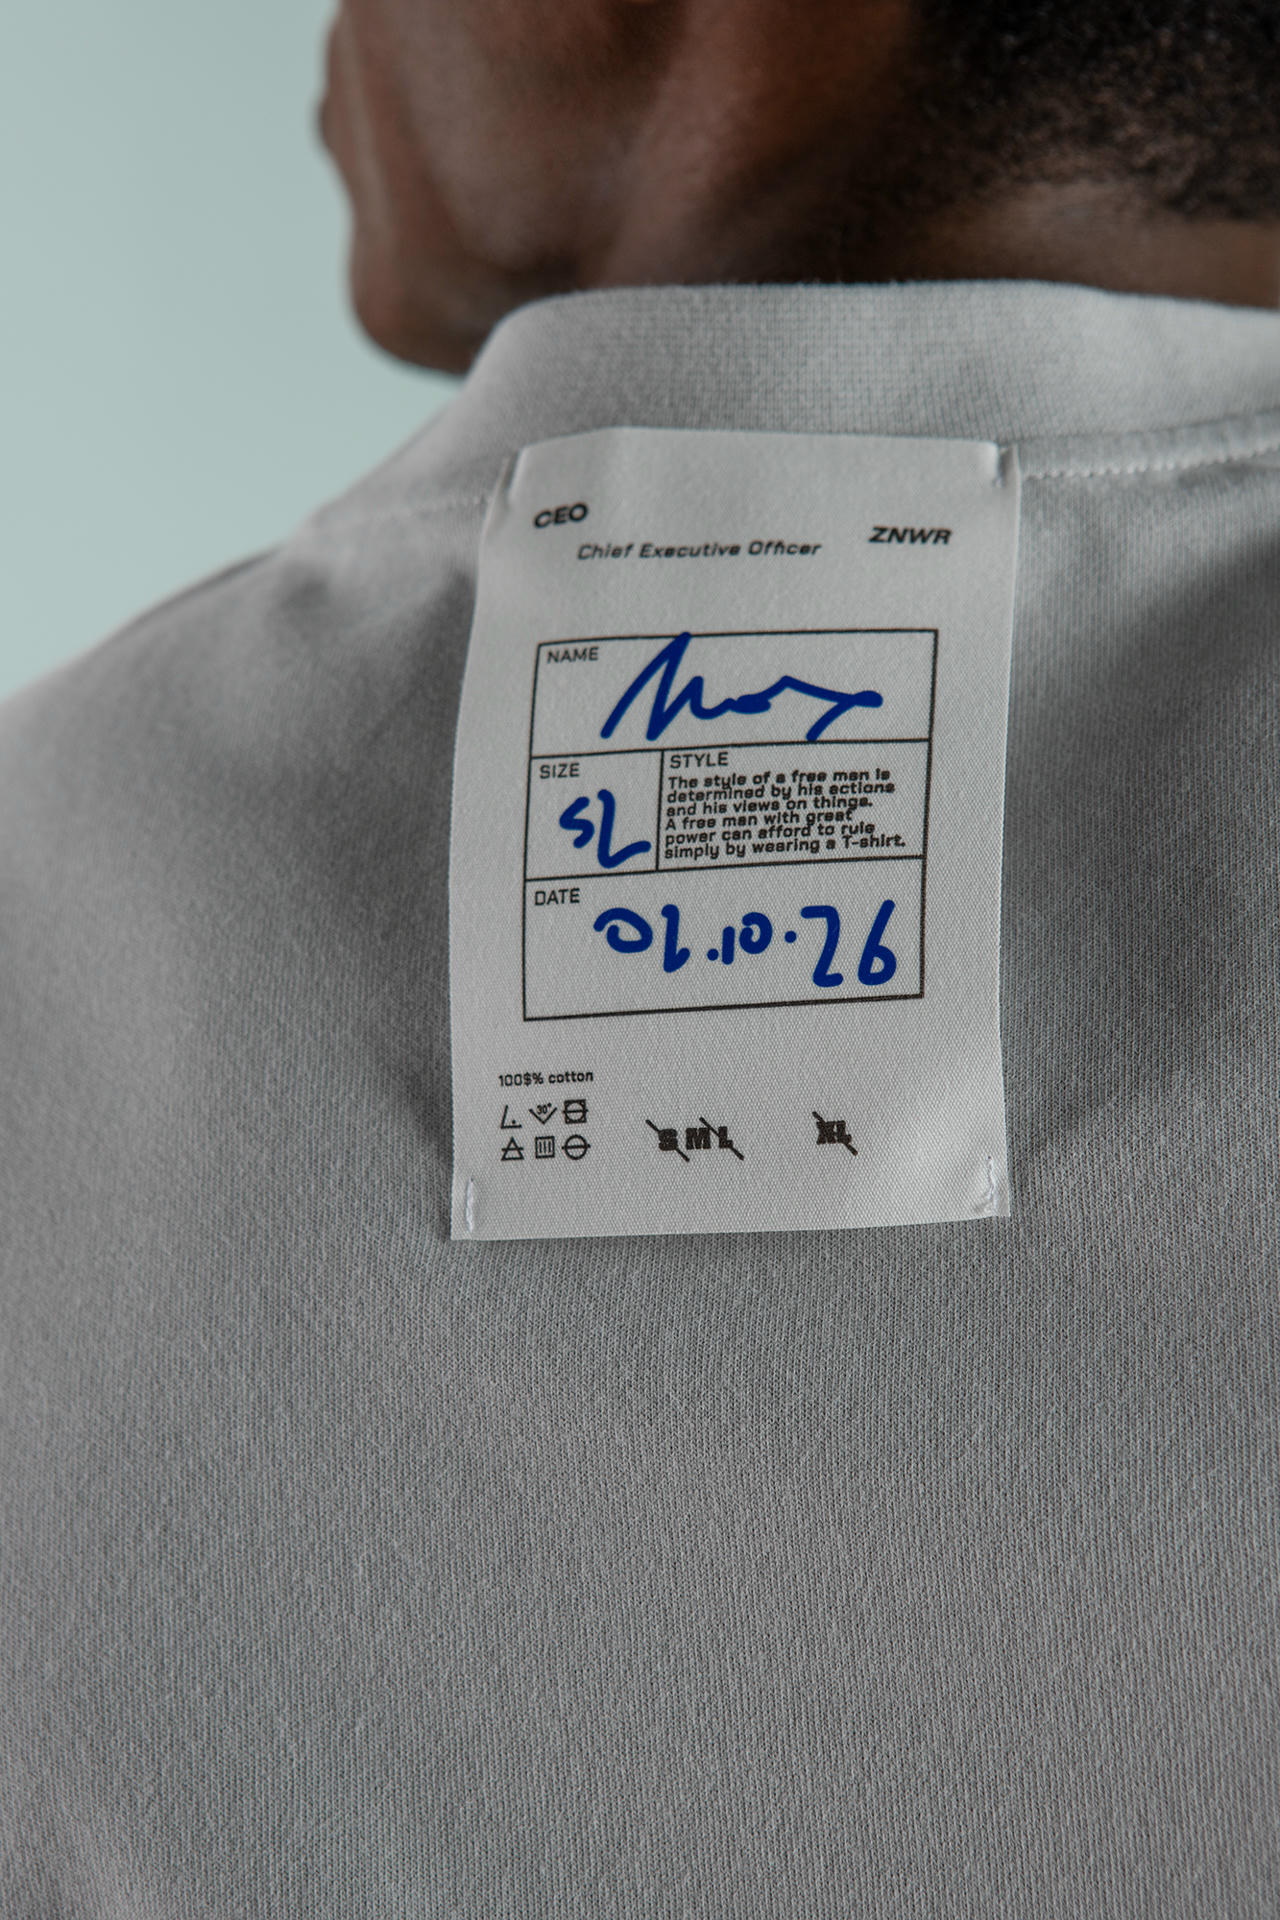 CEO
Chief Executive Officer
ZNWR
NAME
SIZE
SL
STYLE
The style of a free man is
determined by his actions
and his views on things.
A free man with great
power can afford to rule
simply by wearing a T-shirt.
DATE
01.10.26
100$% cotton
30°
S M L
XL